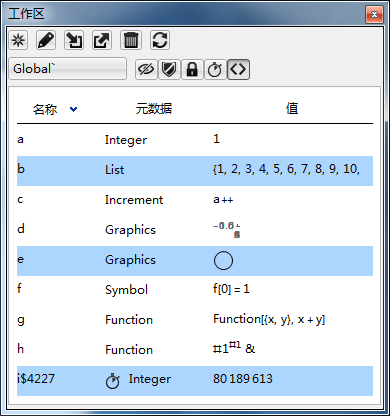 工作区
Global`
名称 元数据 值
a Integer 1
b List {1, 2, 3, 4, 5, 6, 7, 8, 9, 10,
c Increment a++
d Graphics
e Graphics
f Symbol f[0] = 1
g Function Function[{x, y}, x + y]
h Function #1^#1 &
i$4227 Integer 80 189 613